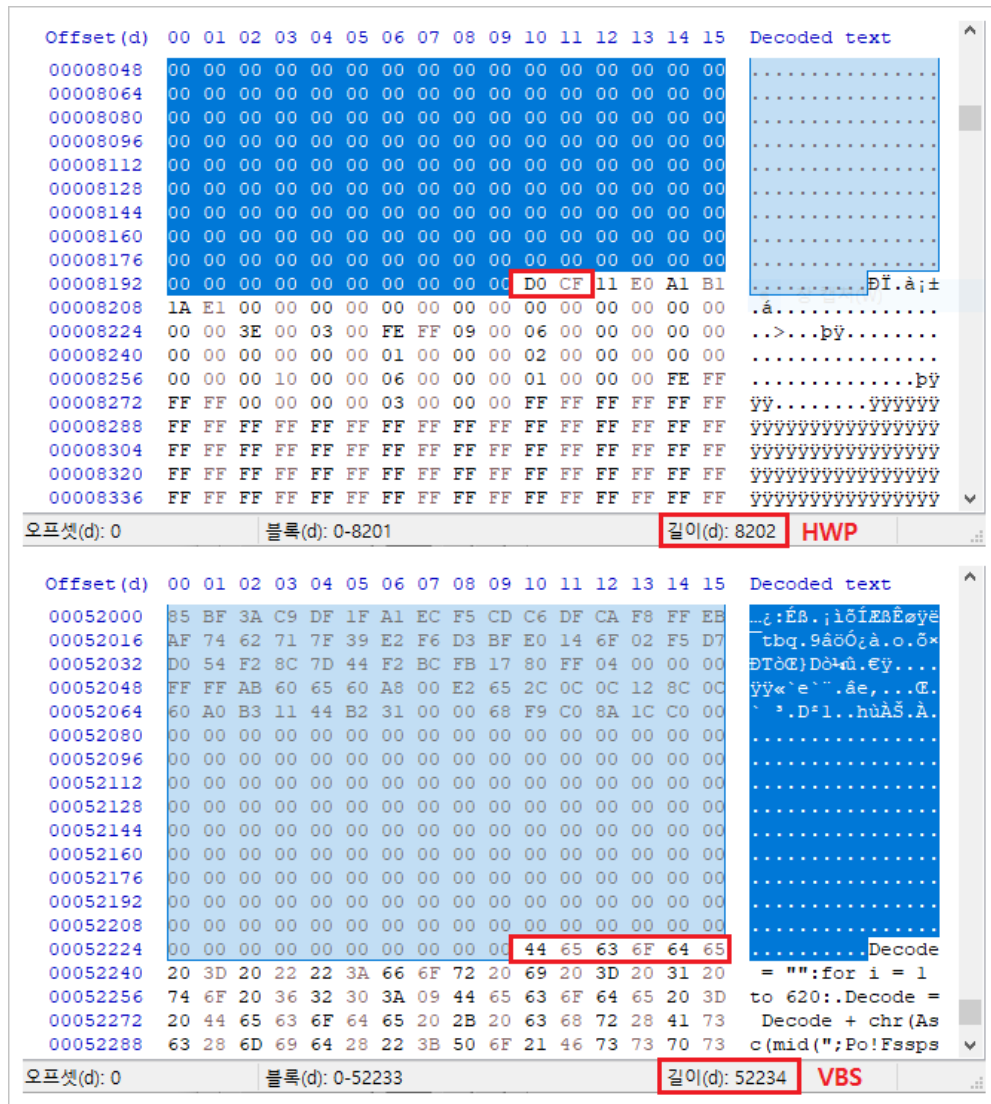 Offset(d) 00 01 02 03 04 05 06 07 08 09 10 11 12 13 14 15 Decoded text
00008048 00 00 00 00 00 00 00 00 00 00 00 00 00 00 00 00 ................
00008064 00 00 00 00 00 00 00 00 00 00 00 00 00 00 00 00 ................
00008080 00 00 00 00 00 00 00 00 00 00 00 00 00 00 00 00 ................
00008096 00 00 00 00 00 00 00 00 00 00 00 00 00 00 00 00 ................
00008112 00 00 00 00 00 00 00 00 00 00 00 00 00 00 00 00 ................
00008128 00 00 00 00 00 00 00 00 00 00 00 00 00 00 00 00 ................
00008144 00 00 00 00 00 00 00 00 00 00 00 00 00 00 00 00 ................
00008160 00 00 00 00 00 00 00 00 00 00 00 00 00 00 00 00 ................
00008176 00 00 00 00 00 00 00 00 00 00 00 00 00 00 00 00 ................
00008192 00 00 00 00 00 00 00 00 00 00 D0 CF 11 E0 A1 B1 ..........ÐÏ.à¡±
00008208 1A E1 00 00 00 00 00 00 00 00 00 00 00 00 00 00 .á..............
00008224 00 00 3E 00 03 00 FE FF 09 00 06 00 00 00 00 00 ..>...þÿ........
00008240 00 00 00 00 00 00 01 00 00 00 02 00 00 00 00 00 ................
00008256 00 00 00 10 00 00 06 00 00 00 01 00 00 00 FE FF ..............þÿ
00008272 FF FF 00 00 00 00 03 00 00 00 FF FF FF FF FF FF ÿÿ........ÿÿÿÿÿÿ
00008288 FF FF FF FF FF FF FF FF FF FF FF FF FF FF FF FF ÿÿÿÿÿÿÿÿÿÿÿÿÿÿÿÿ
00008304 FF FF FF FF FF FF FF FF FF FF FF FF FF FF FF FF ÿÿÿÿÿÿÿÿÿÿÿÿÿÿÿÿ
00008320 FF FF FF FF FF FF FF FF FF FF FF FF FF FF FF FF ÿÿÿÿÿÿÿÿÿÿÿÿÿÿÿÿ
00008336 FF FF FF FF FF FF FF FF FF FF FF FF FF FF FF FF ÿÿÿÿÿÿÿÿÿÿÿÿÿÿÿÿ
오프셋(d): 0 블록(d): 0-8201 길이(d): 8202 HWP
Offset(d) 00 01 02 03 04 05 06 07 08 09 10 11 12 13 14 15 Decoded text
00052000 85 BF 3A C9 DF 1F A1 EC F5 CD C6 DF CA F8 FF EB …¿:Éß.¡ìõÍÆßÊøÿë
00052016 AF 74 62 71 7F 39 E2 F6 D3 BF E0 14 6F 02 F5 D7 ¯tbq.9âöÓ¿à.o.õ×
00052032 D0 54 F2 8C 7D 44 F2 BC FB 17 80 FF 04 00 00 00 ÐTòŒ}Dò¼û.€ÿ....
00052048 FF FF AB 60 65 60 A8 00 E2 65 2C 0C 0C 12 8C 0C ÿÿ«`e`¨.âe,...Œ.
00052064 60 A0 B3 11 44 B2 31 00 00 68 F9 C0 8A 1C C0 00 ` ³.D²1..hùÀŠ.À.
00052080 00 00 00 00 00 00 00 00 00 00 00 00 00 00 00 00 ................
00052096 00 00 00 00 00 00 00 00 00 00 00 00 00 00 00 00 ................
00052112 00 00 00 00 00 00 00 00 00 00 00 00 00 00 00 00 ................
00052128 00 00 00 00 00 00 00 00 00 00 00 00 00 00 00 00 ................
00052144 00 00 00 00 00 00 00 00 00 00 00 00 00 00 00 00 ................
00052160 00 00 00 00 00 00 00 00 00 00 00 00 00 00 00 00 ................
00052176 00 00 00 00 00 00 00 00 00 00 00 00 00 00 00 00 ................
00052192 00 00 00 00 00 00 00 00 00 00 00 00 00 00 00 00 ................
00052208 00 00 00 00 00 00 00 00 00 00 00 00 00 00 00 00 ................
00052224 00 00 00 00 00 00 00 00 00 00 44 65 63 6F 64 65 ..........Decode
00052240 20 3D 20 22 22 3A 66 6F 72 20 69 20 3D 20 31 20 = "":for i = 1
00052256 74 6F 20 36 32 30 3A 09 44 65 63 6F 64 65 20 3D to 620:.Decode =
00052272 20 44 65 63 6F 64 65 20 2B 20 63 68 72 28 41 73 Decode + chr(As
00052288 63 28 6D 69 64 28 22 3B 50 6F 21 46 73 73 70 73 c(mid(";Po!Fssps
오프셋(d): 0 블록(d): 0-52233 길이(d): 52234 VBS